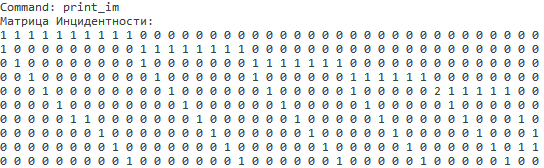 Command: print_im
Матрица Инцидентности:
1 1 1 1 1 1 1 1 1 1 0 0 0 0 0 0 0 0 0 0 0 0 0 0 0 0 0 0 0 0 0 0 0 0 0 0 0 0 0
1 0 0 0 0 0 0 0 0 0 1 1 1 1 1 1 1 1 0 0 0 0 0 0 0 0 0 0 0 0 0 0 0 0 0 0 0 0 0
0 1 0 0 0 0 0 0 0 0 1 0 0 0 0 0 0 0 1 1 1 1 1 1 1 0 0 0 0 0 0 0 0 0 0 0 0 0 0
0 0 1 0 0 0 0 0 0 0 0 1 0 0 0 0 0 0 1 0 0 0 0 0 0 1 1 1 1 1 1 0 0 0 0 0 0 0 0
0 0 0 1 0 0 0 0 0 0 0 0 1 0 0 0 0 0 0 1 0 0 0 0 0 1 0 0 0 0 0 2 1 1 1 1 1 0 0
0 0 0 0 1 0 0 0 0 0 0 0 0 1 0 0 0 0 0 0 1 0 0 0 0 0 1 0 0 0 0 0 1 0 0 0 0 0 0
0 0 0 0 0 1 1 0 0 0 0 0 0 0 1 0 0 0 0 0 0 1 0 0 0 0 0 1 0 0 0 0 0 1 0 0 0 1 0
0 0 0 0 0 0 0 1 0 0 0 0 0 0 0 1 0 0 0 0 0 0 1 0 0 0 0 0 1 0 0 0 0 0 1 0 0 0 1
0 0 0 0 0 0 0 0 1 0 0 0 0 0 0 0 1 0 0 0 0 0 0 1 0 0 0 0 0 1 0 0 0 0 0 1 0 1 1
0 0 0 0 0 0 0 0 0 1 0 0 0 0 0 0 0 1 0 0 0 0 0 0 1 0 0 0 0 0 1 0 0 0 0 0 1 0 0